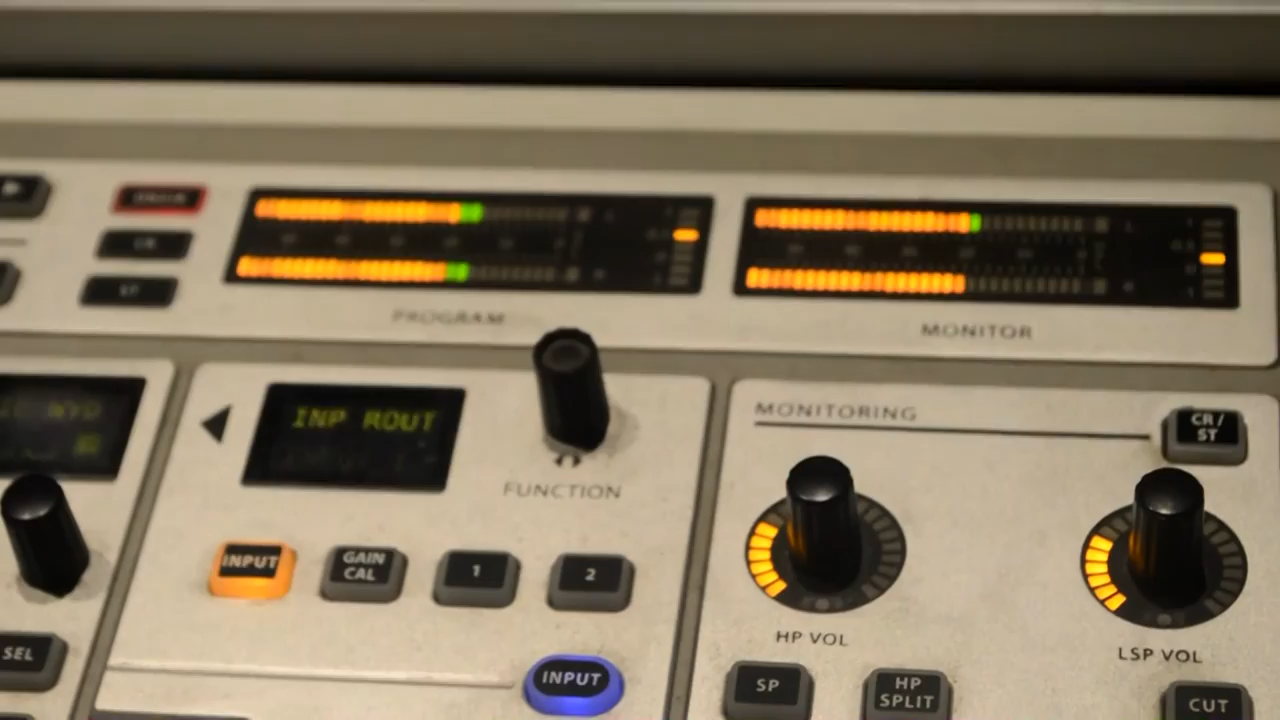 PROGRAM
MONITOR
INP ROUT
FUNCTION
MONITORING
CR/
ST
INPUT
GAIN
CAL
1
2
HP VOL
LSP VOL
SEL
INPUT
SP
HP
SPLIT
CUT